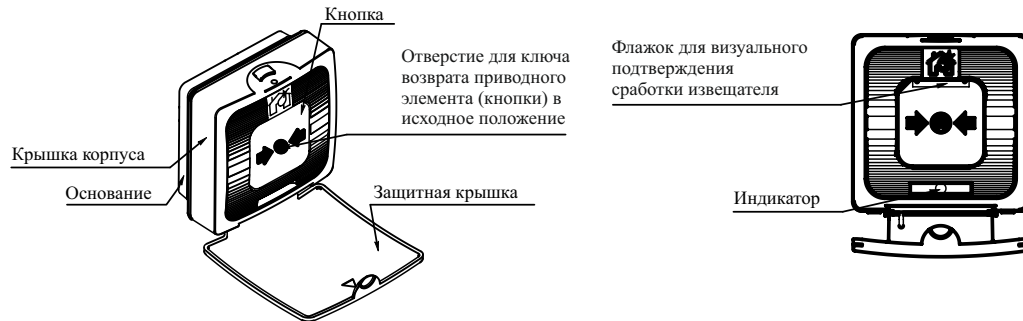 Кнопка
Отверстие для ключа
возврата приводного
элемента (кнопки) в
исходное положение
Крышка корпуса
Основание
Защитная крышка
Флажок для визуального
подтверждения
сработки извещателя
Индикатор